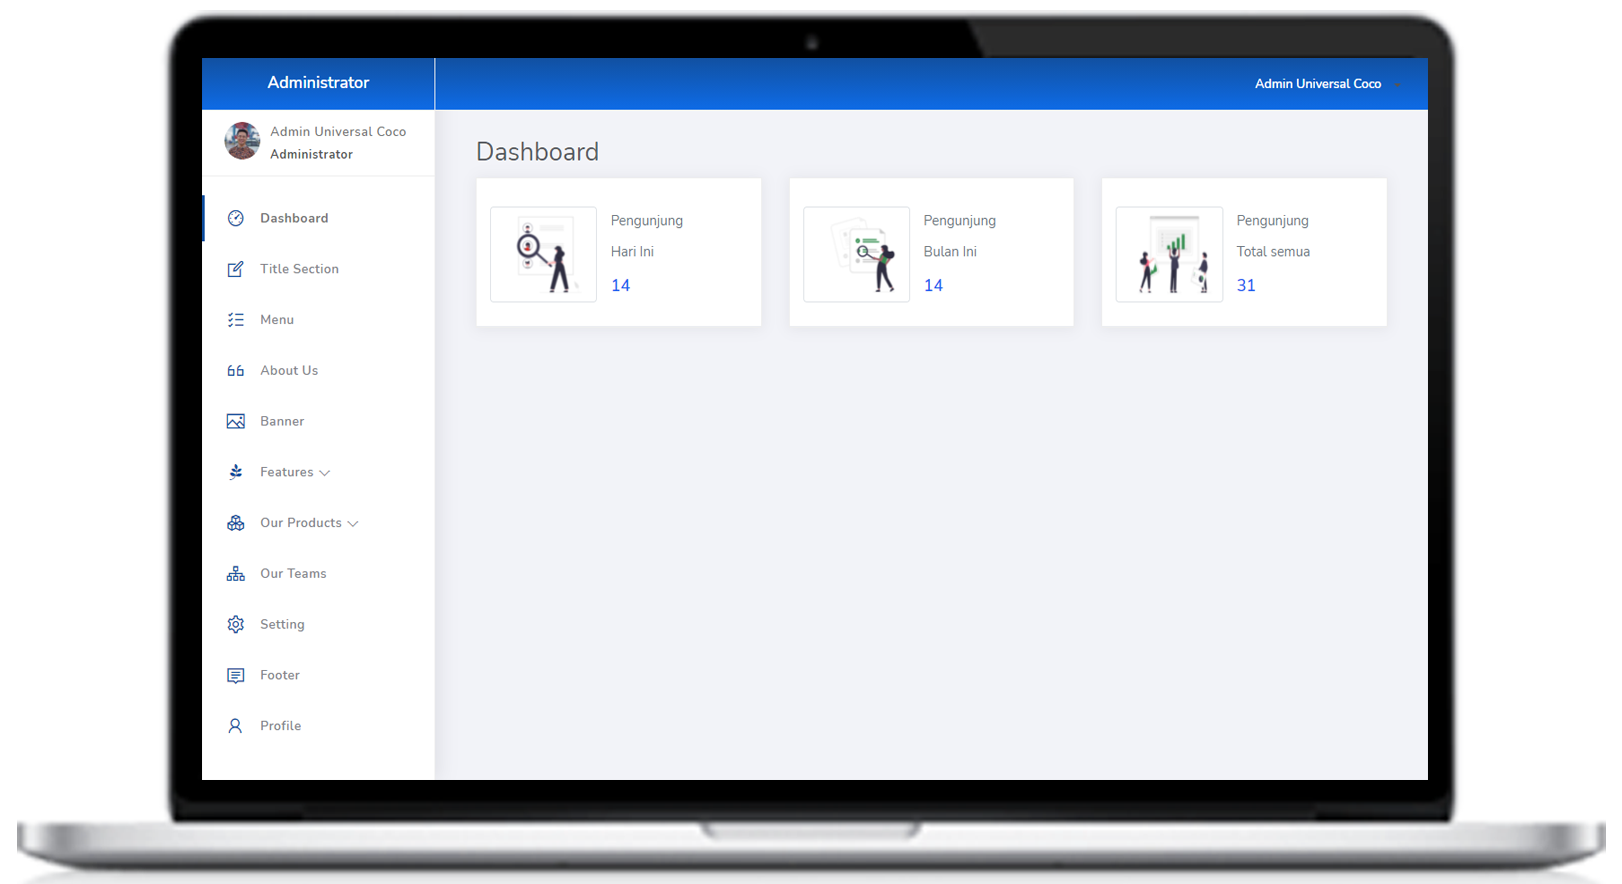 Administrator
Admin Universal Coco
Admin Universal Coco
Administrator
Dashboard
Title Section
Menu
About Us
Banner
Features
Our Products
Our Teams
Setting
Footer
Profile
Dashboard
Pengunjung
Hari Ini
14
Pengunjung
Bulan Ini
14
Pengunjung
Total semua
31